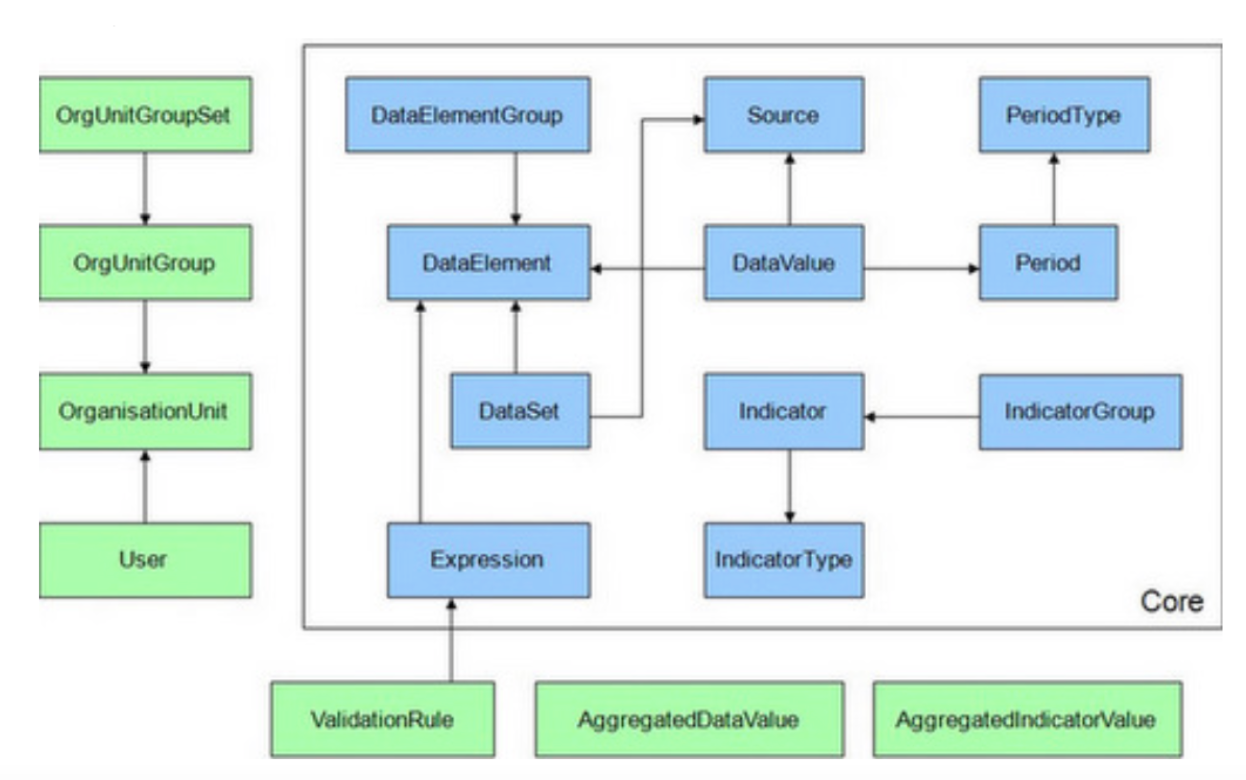 OrgUnitGroupSet
DataElementGroup
Source
PeriodType
OrgUnitGroup
DataElement
DataValue
Period
OrganisationUnit
DataSet
Indicator
IndicatorGroup
User
Expression
IndicatorType
Core
ValidationRule
AggregatedDataValue
AggregatedIndicatorValue